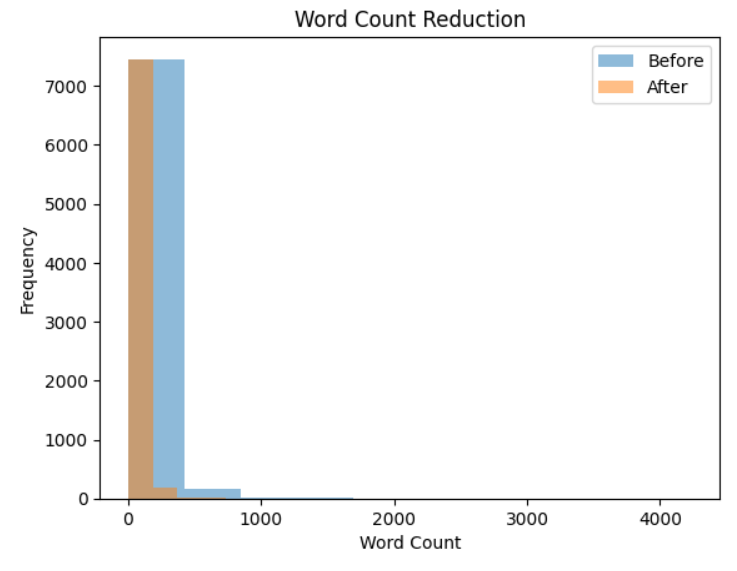 Word Count Reduction
Before
After
7000
6000
5000
4000
3000
2000
1000
0
Frequency
0 1000 2000 3000 4000
Word Count